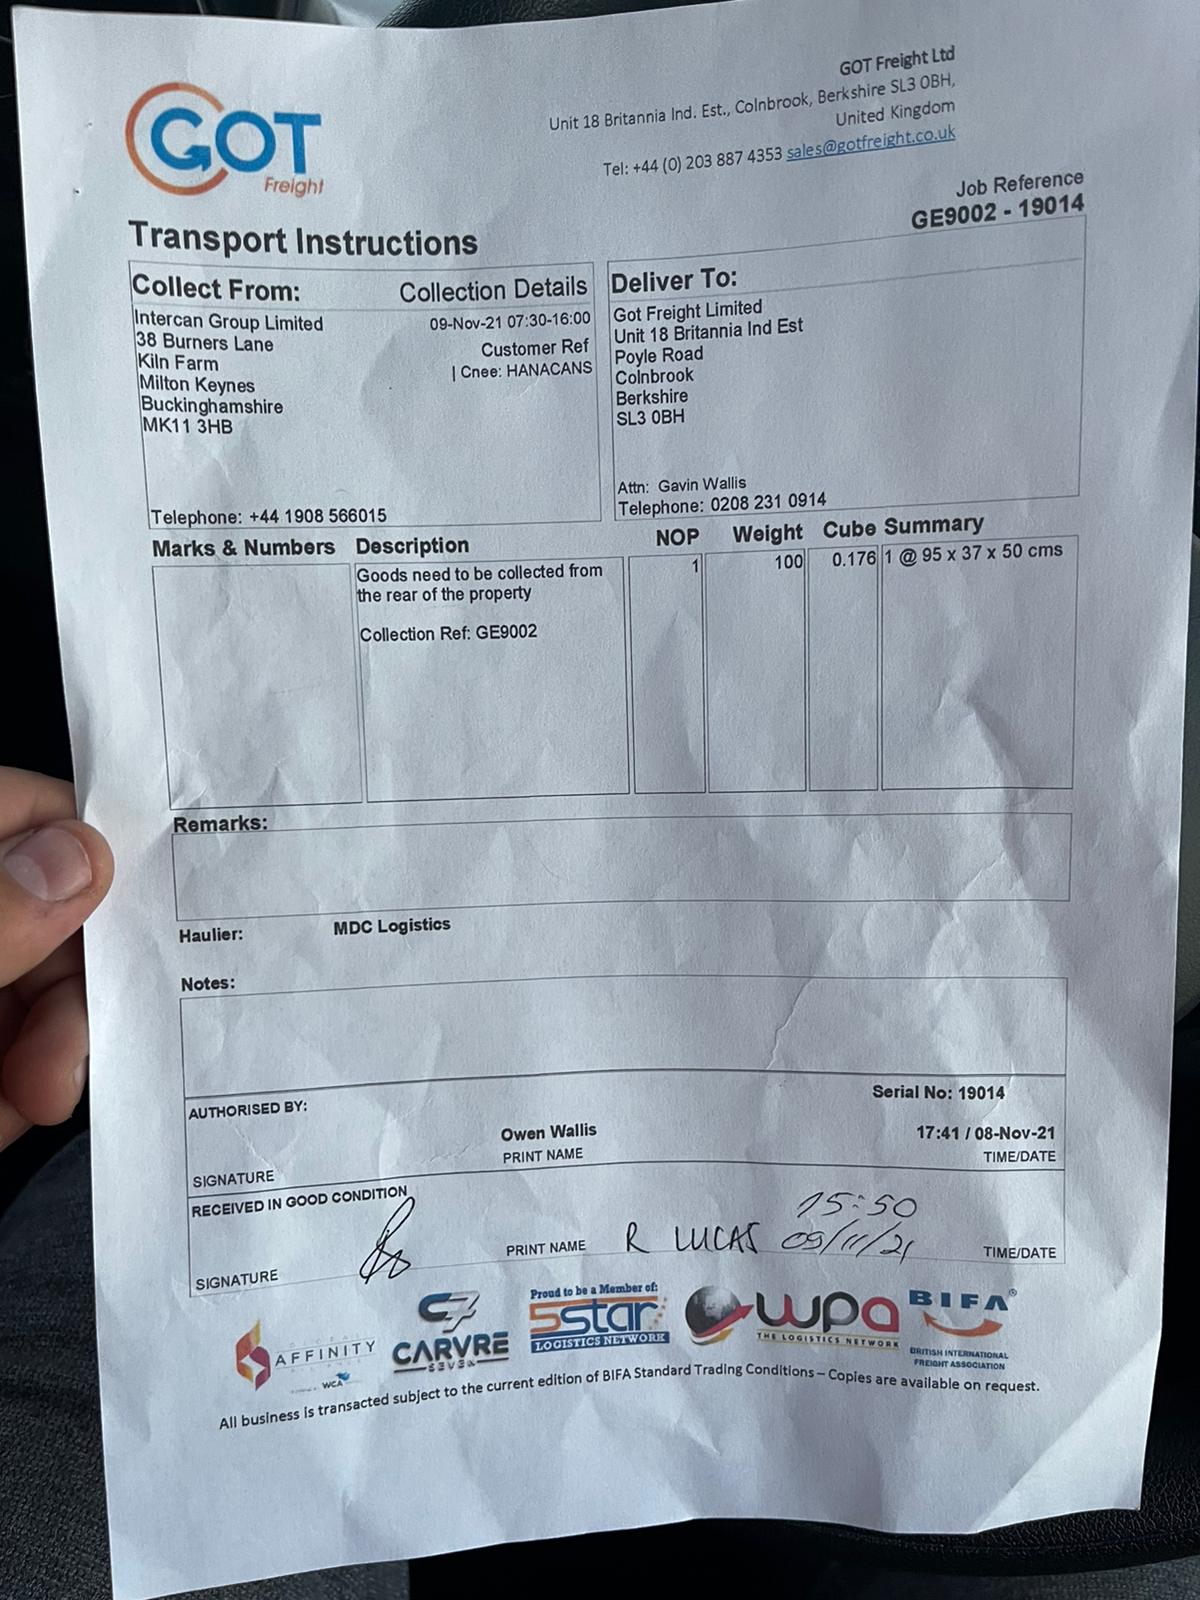 GOT
Freight
GOT Freight Ltd
Unit 18 Britannia Ind. Est., Colnbrook, Berkshire SL3 0BH,
United Kingdom
Tel: +44 (0) 203 887 4353 sales@gotfreight.co.uk
Job Reference
GE9002 - 19014
Transport Instructions
Collect From: Collection Details
Intercan Group Limited 09-Nov-21 07:30-16:00
38 Burners Lane
Kiln Farm Customer Ref
Milton Keynes | Cnee: HANACANS
Buckinghamshire
MK11 3HB
Telephone: +44 1908 566015
Deliver To:
Got Freight Limited
Unit 18 Britannia Ind Est
Poyle Road
Colnbrook
Berkshire
SL3 0BH
Attn: Gavin Wallis
Telephone: 0208 231 0914
Marks & Numbers Description NOP Weight Cube Summary
Goods need to be collected from 1 100 0.176 1 @ 95 x 37 x 50 cms
the rear of the property
Collection Ref: GE9002
Remarks:
Haulier: MDC Logistics
Notes:
Serial No: 19014
AUTHORISED BY:
Owen Wallis 17:41 / 08-Nov-21
SIGNATURE PRINT NAME TIME/DATE
RECEIVED IN GOOD CONDITION
15:50
SIGNATURE PRINT NAME R LUCAS 09/11/21 TIME/DATE
AFFINITY
WCA
C7
CARVRE
SEVEN
Proud to be a Member of:
5star
LOGISTICS NETWORK
wpa
THE LOGISTICS NETWORK
BIFA®
BRITISH INTERNATIONAL
FREIGHT ASSOCIATION
All business is transacted subject to the current edition of BIFA Standard Trading Conditions – Copies are available on request.